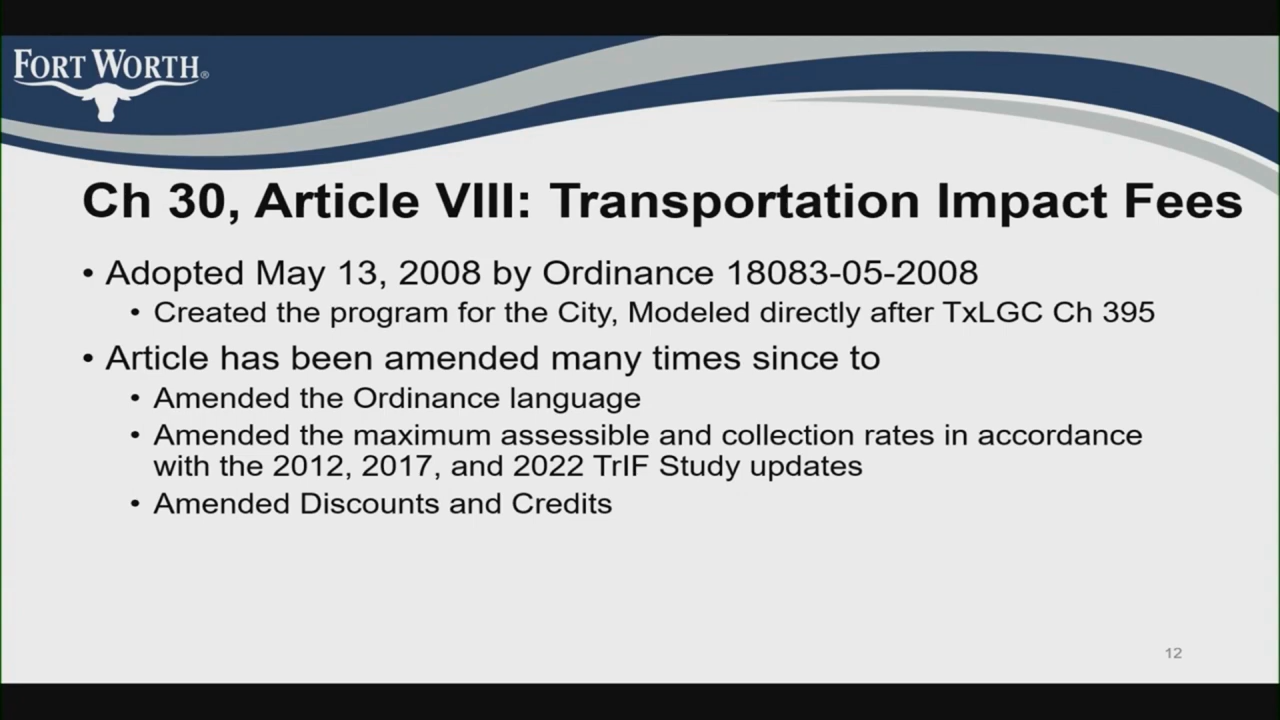 FORT WORTH®
Ch 30, Article VIII: Transportation Impact Fees
• Adopted May 13, 2008 by Ordinance 18083-05-2008
• Created the program for the City, Modeled directly after TxLGC Ch 395
• Article has been amended many times since to
• Amended the Ordinance language
• Amended the maximum assessible and collection rates in accordance
with the 2012, 2017, and 2022 TrIF Study updates
• Amended Discounts and Credits
12